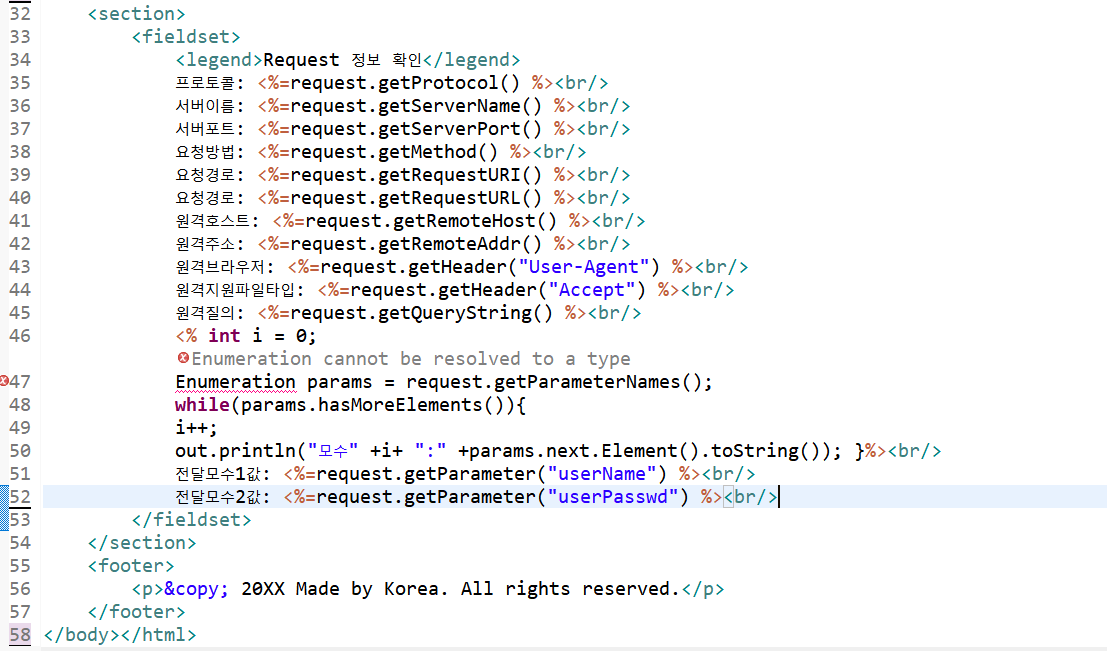 32 <section>
33 <fieldset>
34 <legend>Request 정보 확인</legend>
35 프로토콜: <%=request.getProtocol() %><br/>
36 서버이름: <%=request.getServerName() %><br/>
37 서버포트: <%=request.getServerPort() %><br/>
38 요청방법: <%=request.getMethod() %><br/>
39 요청경로: <%=request.getRequestURI() %><br/>
40 요청경로: <%=request.getRequestURL() %><br/>
41 원격호스트: <%=request.getRemoteHost() %><br/>
42 원격주소: <%=request.getRemoteAddr() %><br/>
43 원격브라우저: <%=request.getHeader("User-Agent") %><br/>
44 원격지원파일타입: <%=request.getHeader("Accept") %><br/>
45 원격질의: <%=request.getQueryString() %><br/>
46 <% int i = 0;
Enumeration cannot be resolved to a type
47 Enumeration params = request.getParameterNames();
48 while(params.hasMoreElements()){
49 i++;
50 out.println("모수" +i+ ":" +params.next.Element().toString()); }%><br/>
51 전달모수1값: <%=request.getParameter("userName") %><br/>
52 전달모수2값: <%=request.getParameter("userPasswd") %><br/>
53 </fieldset>
54 </section>
55 <footer>
56 <p>&copy; 20XX Made by Korea. All rights reserved.</p>
57 </footer>
58 </body></html>